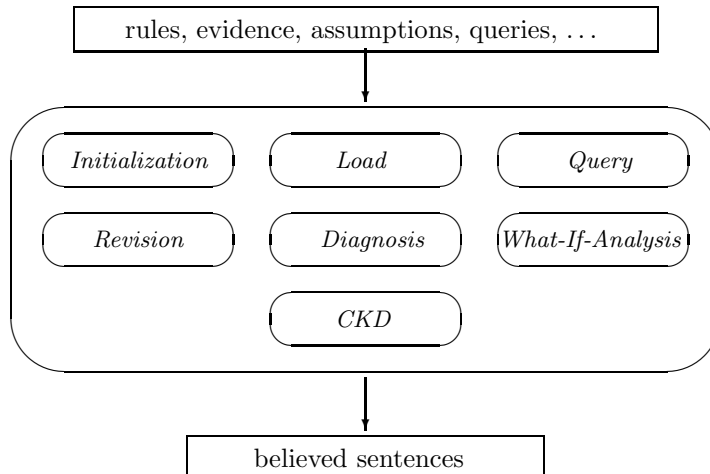 rules, evidence, assumptions, queries, …
Initialization Load Query
Revision Diagnosis What-If-Analysis
CKD
believed sentences